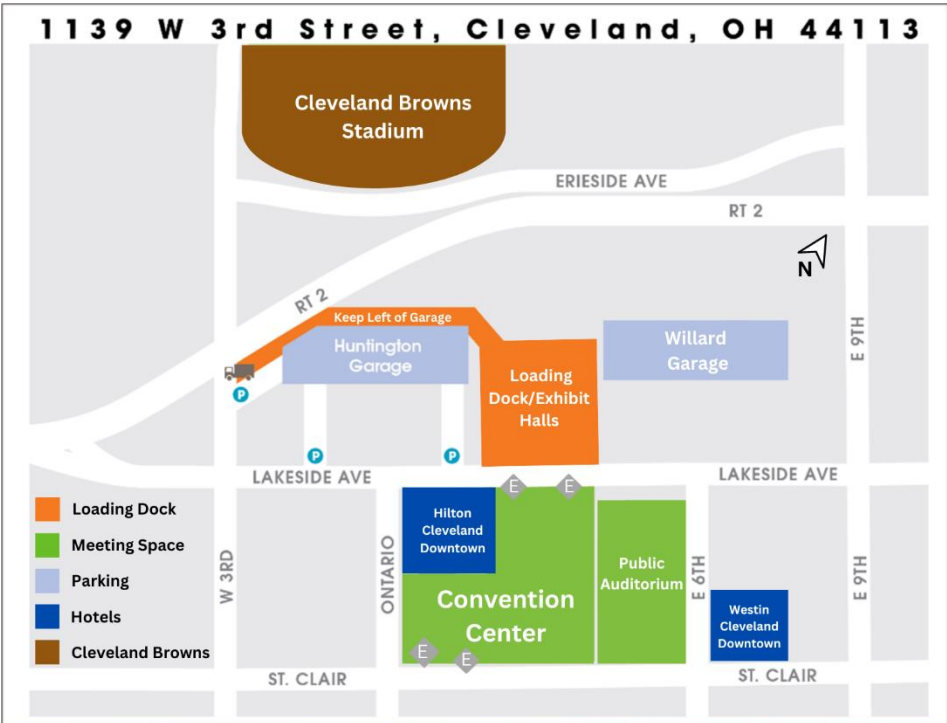 1139 W 3rd Street, Cleveland, OH 44113
Cleveland Browns
Stadium
ERIESIDE AVE
RT 2
N
RT 2
Keep Left of Garage
Huntington
Garage
Willard
Garage
E 9TH
Loading
Dock/Exhibit
Halls
P
P
P
LAKESIDE AVE
LAKESIDE AVE
E
E
Loading Dock
Meeting Space
Parking
Hotels
Cleveland Browns
W 3RD
ONTARIO
Hilton
Cleveland
Downtown
Convention
Center
Public
Auditorium
E 6TH
Westin
Cleveland
Downtown
E 9TH
E
E
ST. CLAIR
ST. CLAIR